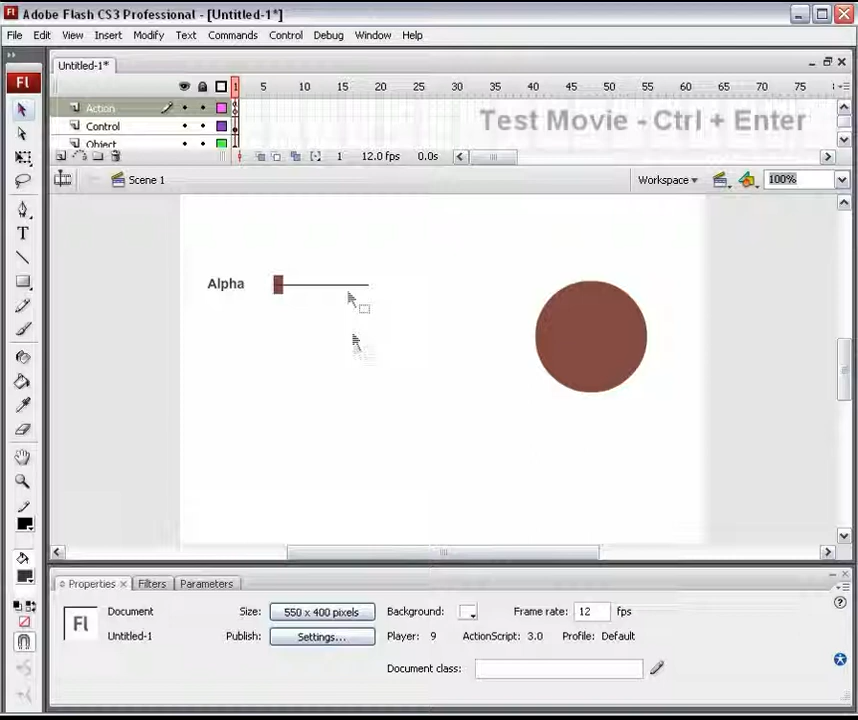 Adobe Flash CS3 Professional - [Untitled-1*]
File Edit View Insert Modify Text Commands Control Debug Window Help
Untitled-1*
Fl
1 5 10 15 20 25 30 35 40 45 50 55 60 65 70 75
Action
Control
Object
Test Movie - Ctrl + Enter
1 12.0 fps 0.0s
Scene 1
Workspace
100%
Alpha
Properties × Filters Parameters
Fl
Document
Untitled-1
Size: 550 x 400 pixels
Background:
Frame rate: 12 fps
Publish: Settings...
Player: 9 ActionScript: 3.0 Profile: Default
Document class: